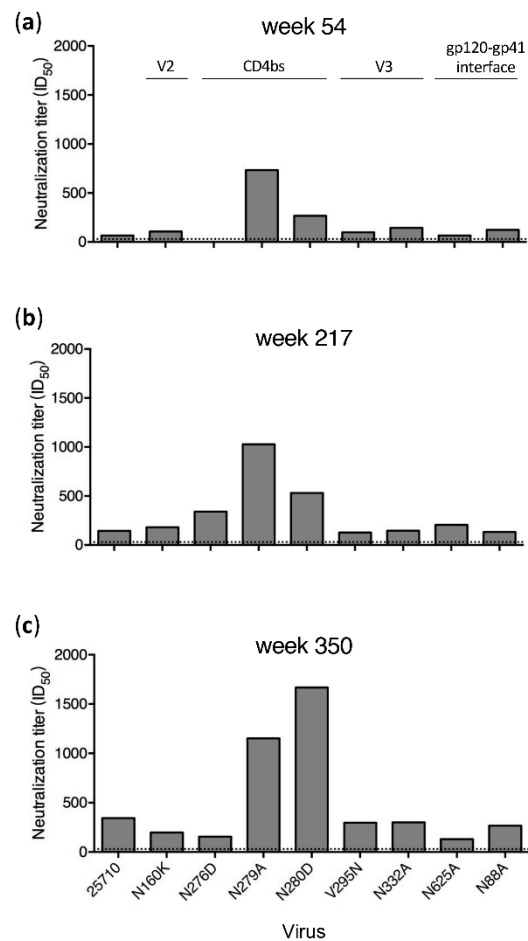 (a)
week 54
V2 CD4bs V3 gp120-gp41
interface
Neutralization titer (ID50)
2000
1500
1000
500
0
(b)
week 217
Neutralization titer (ID50)
2000
1500
1000
500
0
(c)
week 350
Neutralization titer (ID50)
2000
1500
1000
500
0
25710 N160K N276D N279A N280D V295N N332A N625A N88A
Virus